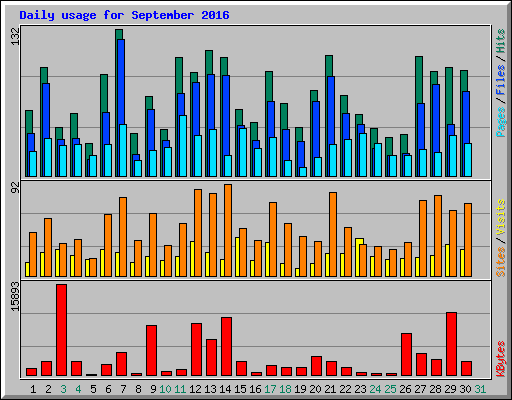 Daily usage for September 2016
132
Pages / Files / Hits
92
Sites / Visits
15893
KBytes
1 2 3 4 5 6 7 8 9 10 11 12 13 14 15 16 17 18 19 20 21 22 23 24 25 26 27 28 29 30 31